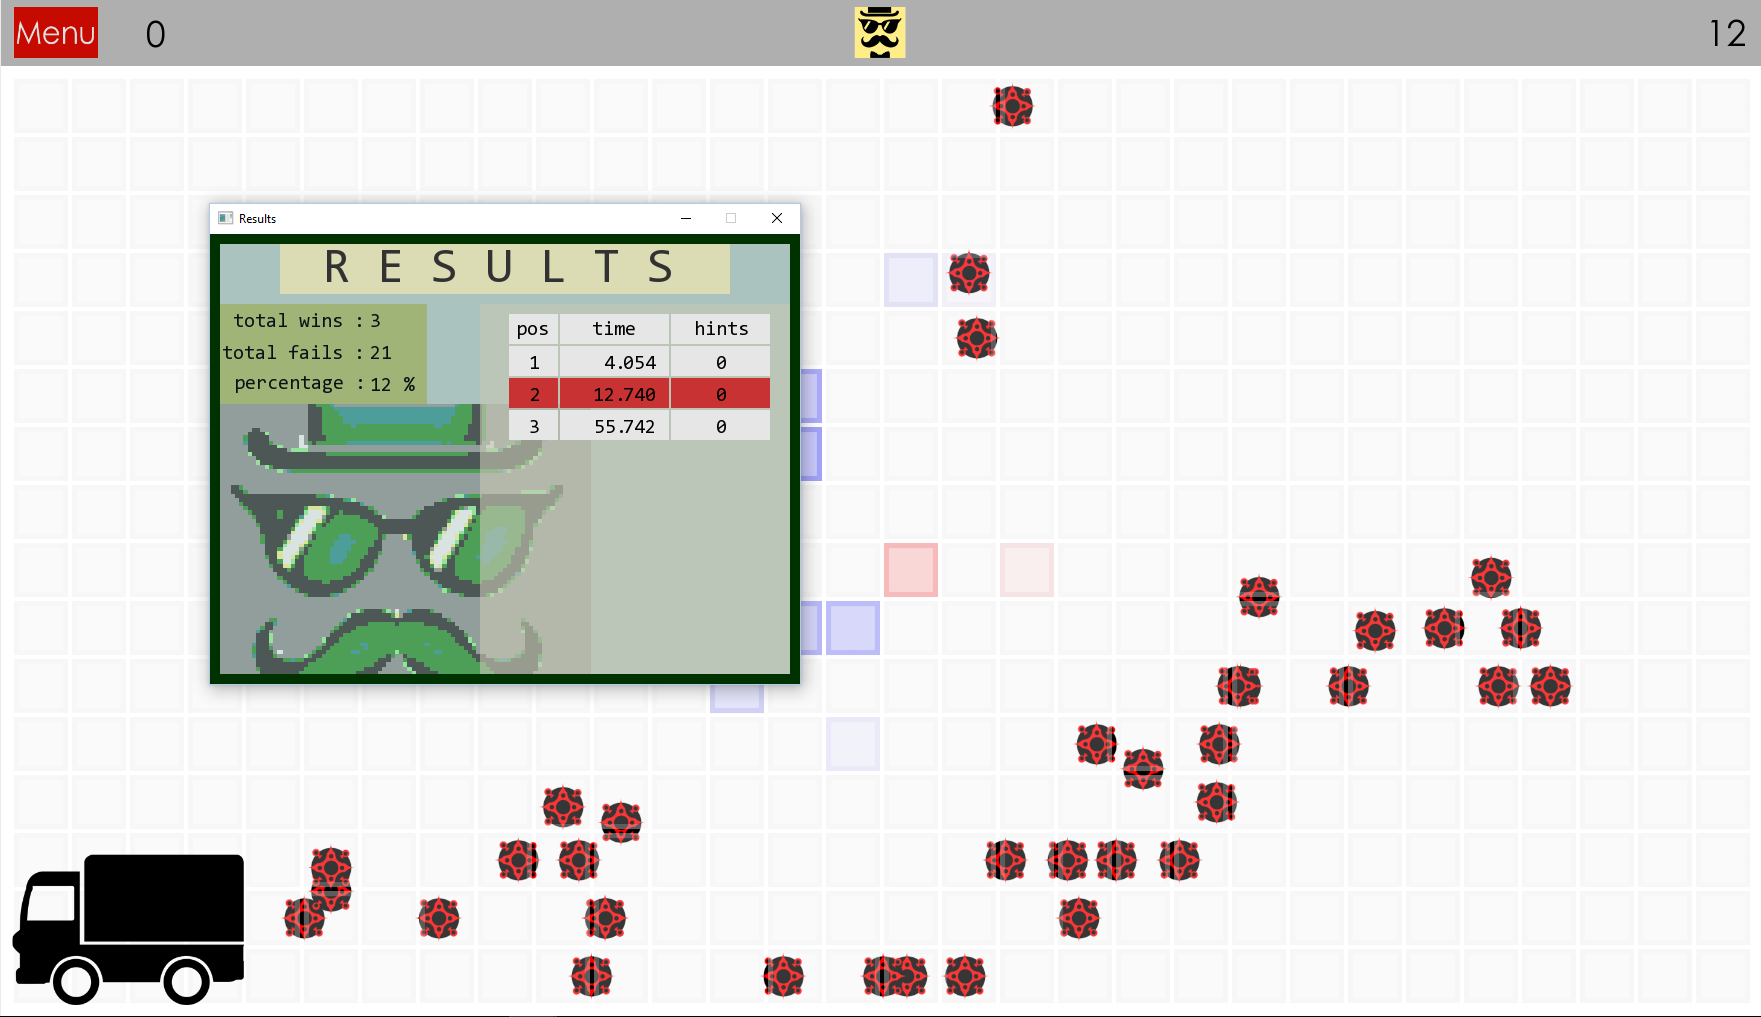 Menu 0 12
Results
RESULTS
total wins : 3
total fails : 21
percentage : 12 %
pos time hints
1 4.054 0
2 12.740 0
3 55.742 0